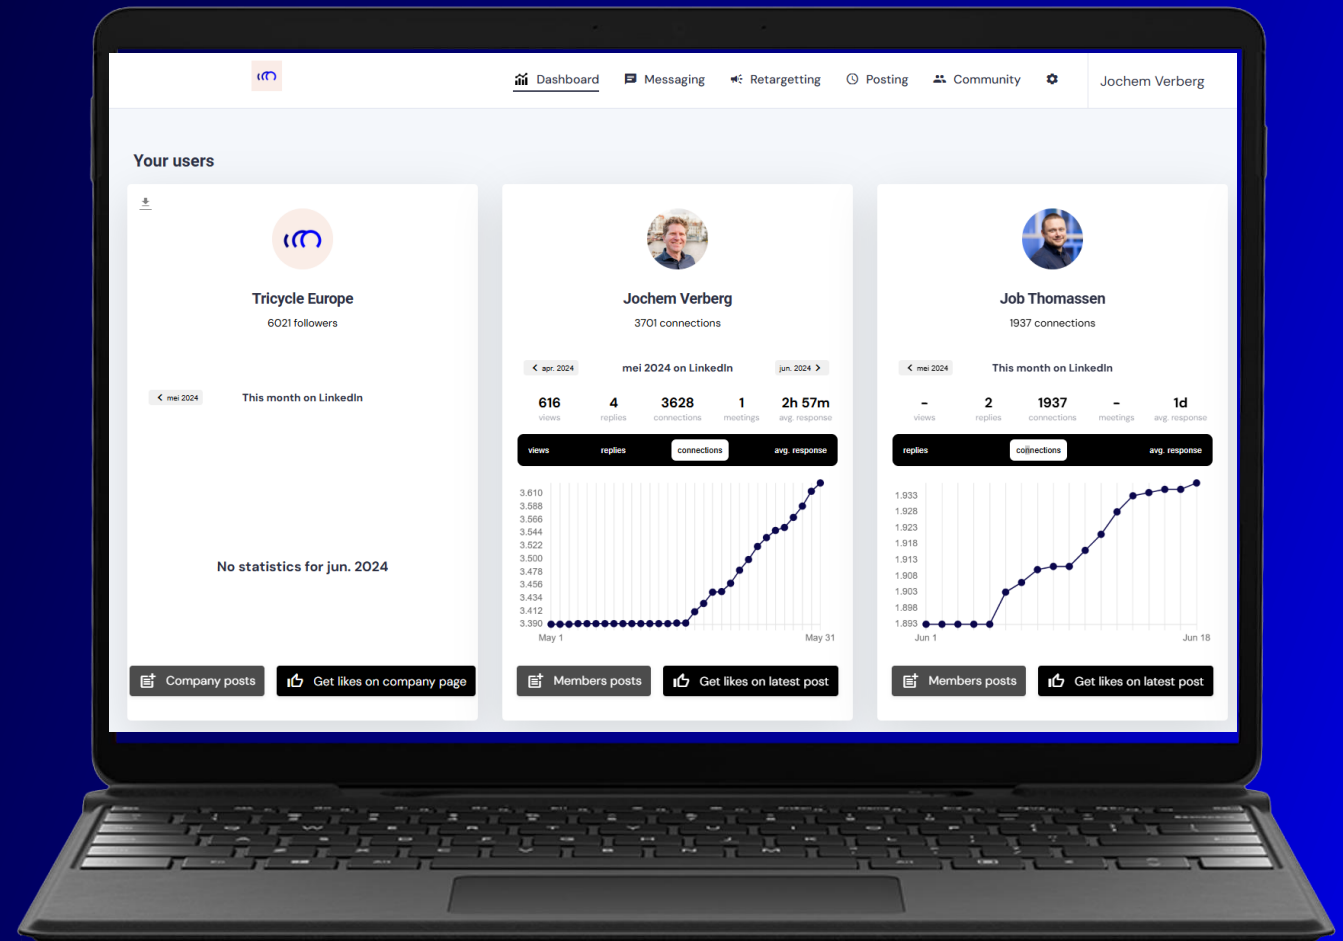 Dashboard
Messaging
Retargetting
Posting
Community
Jochem Verberg
Your users
Tricycle Europe
6021 followers
mei 2024
This month on LinkedIn
No statistics for jun. 2024
Company posts
Get likes on company page
Jochem Verberg
3701 connections
apr. 2024
mei 2024 on LinkedIn
jun. 2024
616 4 3628 1 2h 57m
views replies connections meetings avg. response
views replies connections avg. response
3.610
3.588
3.566
3.544
3.522
3.500
3.478
3.456
3.434
3.412
3.390
May 1 May 31
Members posts
Get likes on latest post
Job Thomassen
1937 connections
mei 2024
This month on LinkedIn
– 2 1937 – 1d
views replies connections meetings avg. response
replies connections avg. response
1.933
1.928
1.923
1.918
1.913
1.908
1.903
1.898
1.893
Jun 1 Jun 18
Members posts
Get likes on latest post